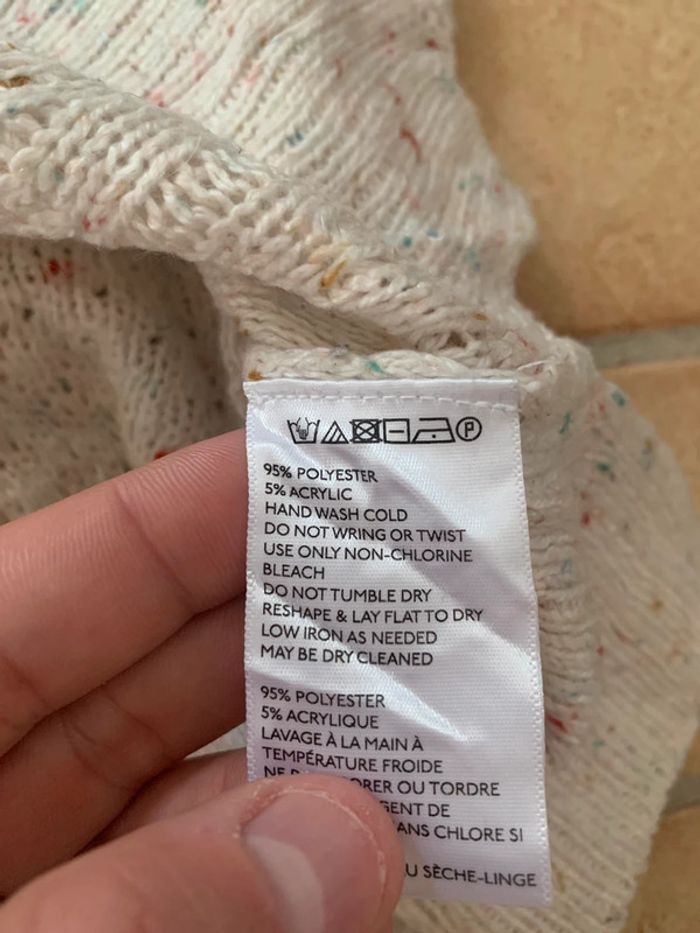 P
95% POLYESTER
5% ACRYLIC
HAND WASH COLD
DO NOT WRING OR TWIST
USE ONLY NON-CHLORINE
BLEACH
DO NOT TUMBLE DRY
RESHAPE & LAY FLAT TO DRY
LOW IRON AS NEEDED
MAY BE DRY CLEANED
95% POLYESTER
5% ACRYLIQUE
LAVAGE À LA MAIN À
TEMPÉRATURE FROIDE
NE OU TORDRE
DE
CHLORE SI
SÈCHE-LINGE